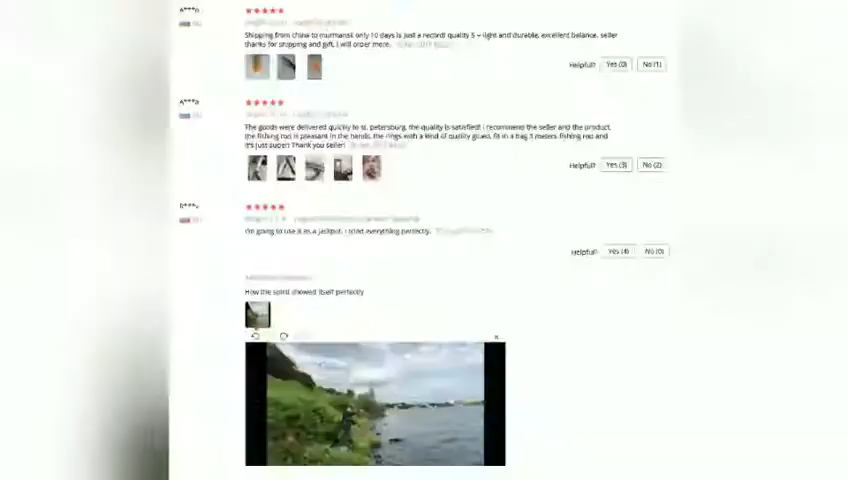 A***n
Shipping from china to murmansk only 10 days is just a record! quality 5 + light and durable, excellent balance. seller
thanks for shipping and gift, I will order more.
Helpful? Yes (0) No (1)
A***a
The goods were delivered quickly to st. petersburg, the quality is satisfied! i recommend the seller and the product.
the fishing rod is pleasant in the hands, the rings with a kind of quality glued, fit in a bag 3 meters. fishing rod and
it's just super! Thank you seller!
Helpful? Yes (3) No (2)
I'm going to use it as a jackpot. i tried everything perfectly.
Helpful? Yes (4) No (0)
How the spirit showed itself perfectly